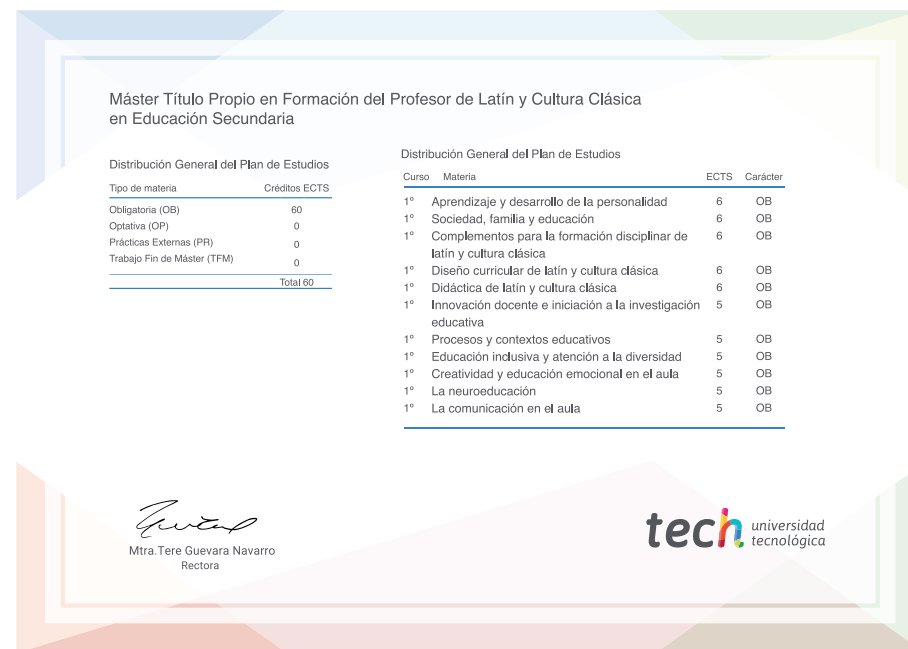 Máster Título Propio en Formación del Profesor de Latín y Cultura Clásica
en Educación Secundaria
Distribución General del Plan de Estudios
Tipo de materia Créditos ECTS
Obligatoria (OB) 60
Optativa (OP) 0
Prácticas Externas (PR) 0
Trabajo Fin de Máster (TFM) 0
Total 60
Distribución General del Plan de Estudios
Curso Materia ECTS Carácter
1º Aprendizaje y desarrollo de la personalidad 6 OB
1º Sociedad, familia y educación 6 OB
1º Complementos para la formación disciplinar de 6 OB
latín y cultura clásica
1º Diseño curricular de latín y cultura clásica 6 OB
1º Didáctica de latín y cultura clásica 6 OB
1º Innovación docente e iniciación a la investigación 5 OB
educativa
1º Procesos y contextos educativos 5 OB
1º Educación inclusiva y atención a la diversidad 5 OB
1º Creatividad y educación emocional en el aula 5 OB
1º La neuroeducación 5 OB
1º La comunicación en el aula 5 OB
Mtra.Tere Guevara Navarro
Rectora
tech universidad
tecnológica